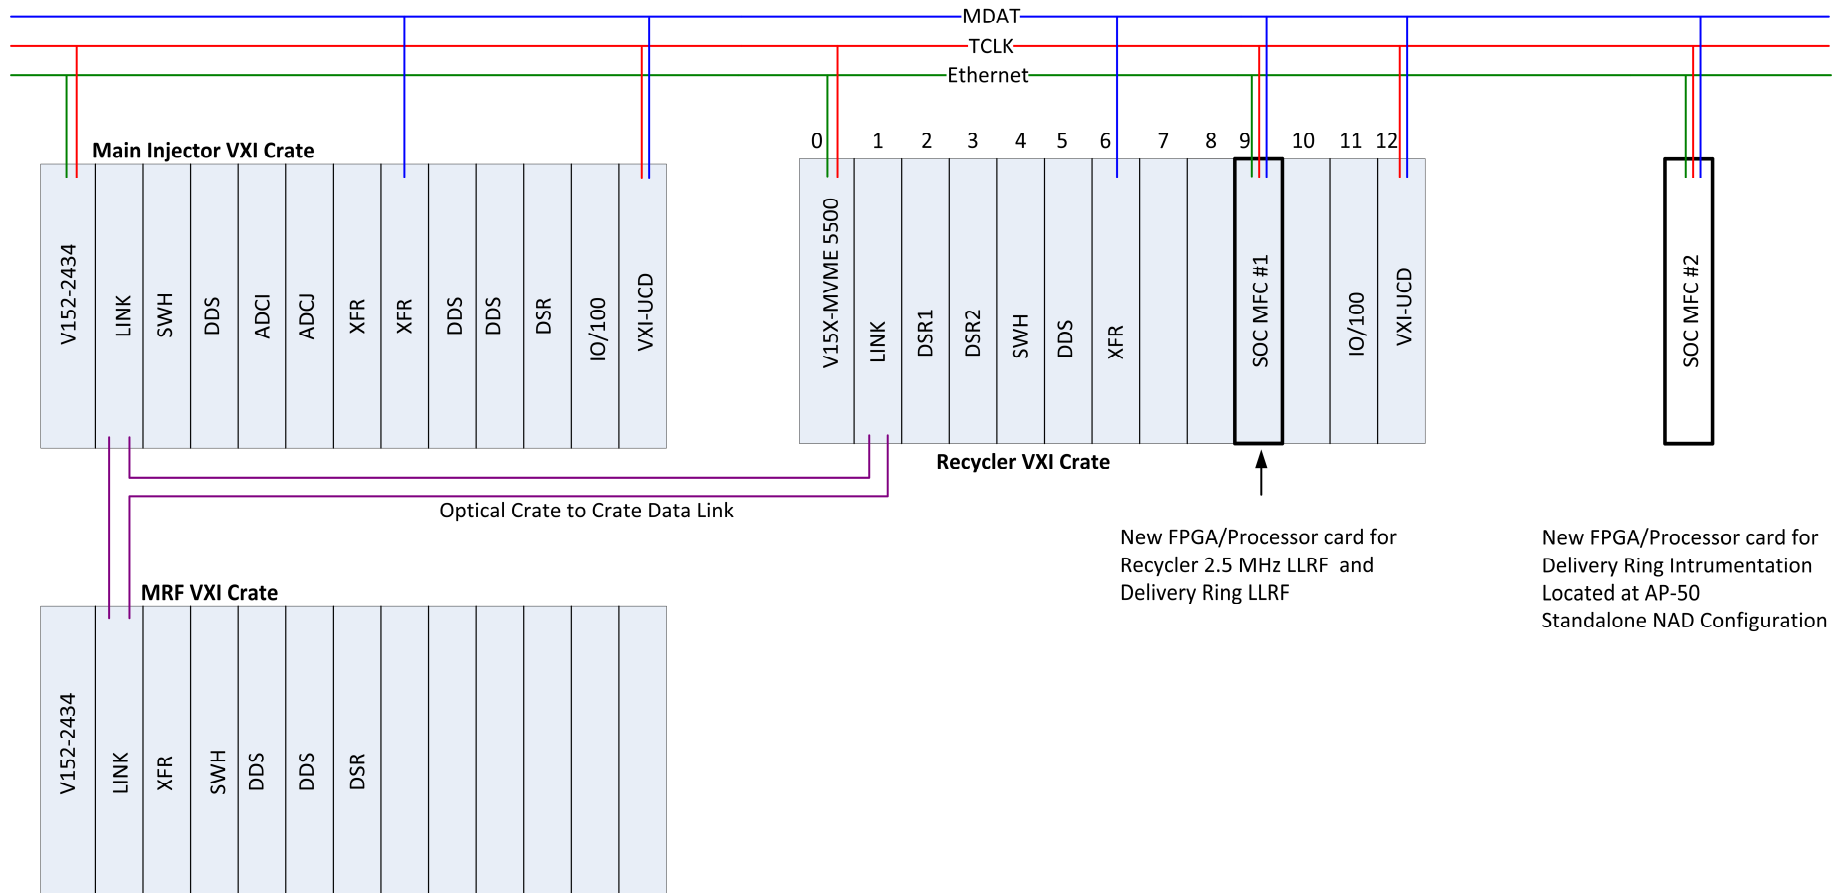 MDAT
TCLK
Ethernet
Main Injector VXI Crate
V152-2434
LINK
SWH
DDS
ADCI
ADCJ
XFR
XFR
DDS
DDS
DSR
IO/100
VXI-UCD
0 1 2 3 4 5 6 7 8 9 10 11 12
V15X-MVME 5500
LINK
DSR1
DSR2
SWH
DDS
XFR
SOC MFC #1
IO/100
VXI-UCD
Recycler VXI Crate
SOC MFC #2
Optical Crate to Crate Data Link
New FPGA/Processor card for
Recycler 2.5 MHz LLRF and
Delivery Ring LLRF
New FPGA/Processor card for
Delivery Ring Intrumentation
Located at AP-50
Standalone NAD Configuration
MRF VXI Crate
V152-2434
LINK
XFR
SWH
DDS
DDS
DSR